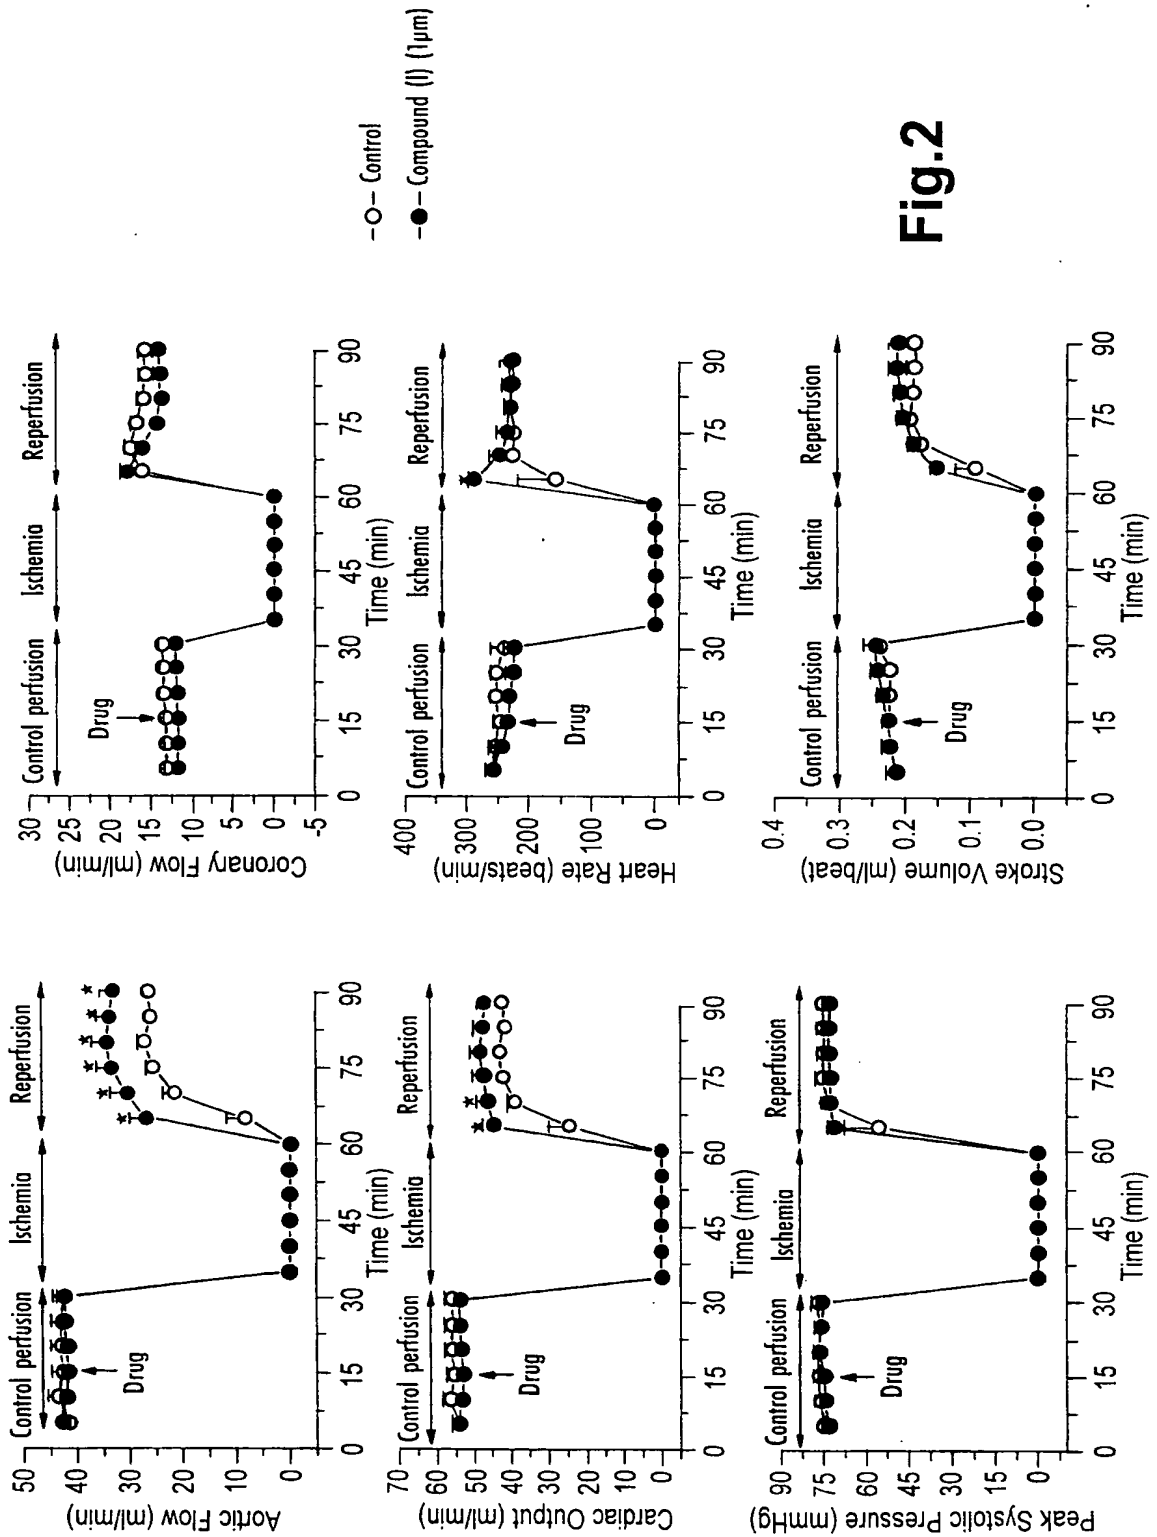 Control perfusion
Ischemia
Reperfusion
Drug
* * * * * *
50
40
30
20
10
0
Aortic Flow (ml/min)
0 15 30 45 60 75 90
Time (min)
Control perfusion
Ischemia
Reperfusion
Drug
30
25
20
15
10
5
0
-5
Coronary Flow (ml/min)
0 15 30 45 60 75 90
Time (min)
-O- Control
-●- Compound (I) (1μm)
Control perfusion
Ischemia
Reperfusion
Drug
* *
70
60
50
40
30
20
10
0
Cardiac Output (ml/min)
0 15 30 45 60 75 90
Time (min)
Control perfusion
Ischemia
Reperfusion
Drug
*
400
300
200
100
0
Heart Rate (beats/min)
0 15 30 45 60 75 90
Time (min)
Control perfusion
Ischemia
Reperfusion
Drug
90
75
60
45
30
15
0
Peak Systolic Pressure (mmHg)
0 15 30 45 60 75 90
Time (min)
Control perfusion
Ischemia
Reperfusion
Drug
0.4
0.3
0.2
0.1
0.0
Stroke Volume (ml/beat)
0 15 30 45 60 75 90
Time (min)
Fig.2